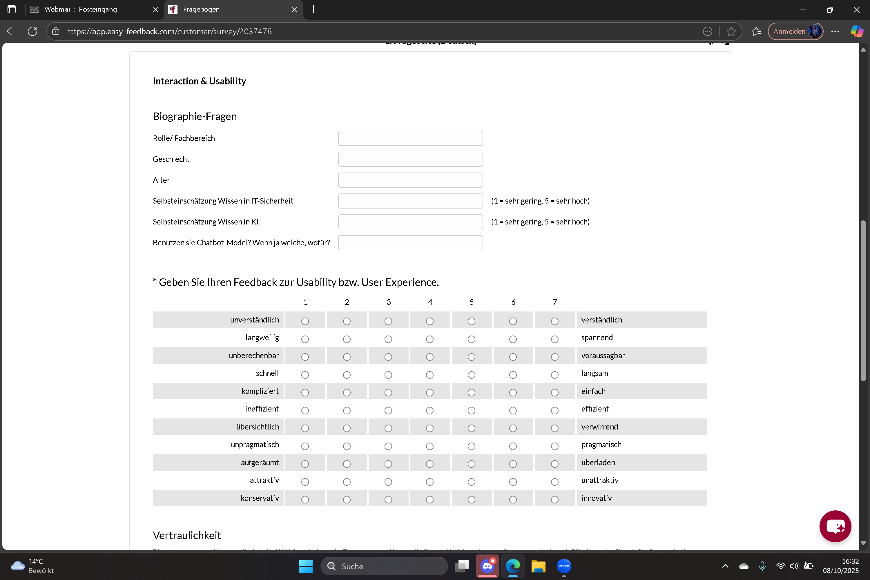 Webmail :: Posteingang
Fragebogen
https://app.easy-feedback.com/customer/survey/2037476
Anmelden
Interaction & Usability
Biographie-Fragen
Rolle/ Fachbereich
Geschlecht
Alter
Selbsteinschätzung Wissen in IT-Sicherheit (1 = sehr gering, 5 = sehr hoch)
Selbsteinschätzung Wissen in KI (1 = sehr gering, 5 = sehr hoch)
Benutzen sie Chatbot-Model? Wenn ja welche, wofür?
* Geben Sie Ihren Feedback zur Usability bzw. User Experience.
1 2 3 4 5 6 7
unverständlich verständlich
langweilig spannend
unberechenbar voraussagbar
schnell langsam
kompliziert einfach
ineffizient effizient
übersichtlich verwirrend
unpragmatisch pragmatisch
aufgeräumt überladen
attraktiv unattraktiv
konservativ innovativ
Vertraulichkeit
14°C
Bewölkt
Suche
zoom
16:32
08/10/2025